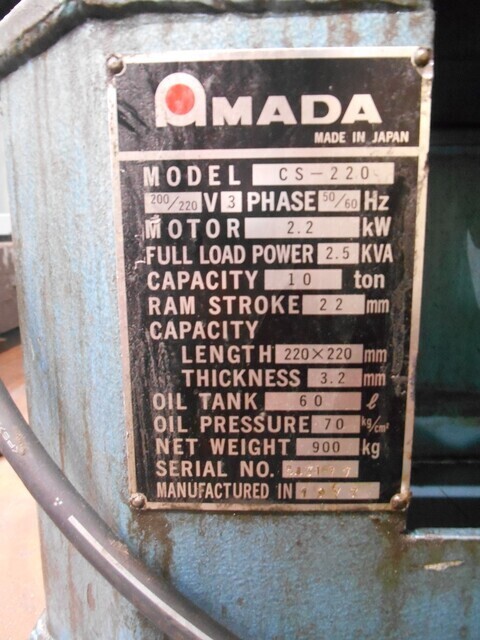 AMADA
MADE IN JAPAN
MODEL CS-220
200/220 V 3 PHASE 50/60 Hz
MOTOR 2.2 kW
FULL LOAD POWER 2.5 KVA
CAPACITY 10 ton
RAM STROKE 22 mm
CAPACITY
LENGTH 220×220 mm
THICKNESS 3.2 mm
OIL TANK 60 ℓ
OIL PRESSURE 70 kg/cm²
NET WEIGHT 900 kg
SERIAL NO.
MANUFACTURED IN